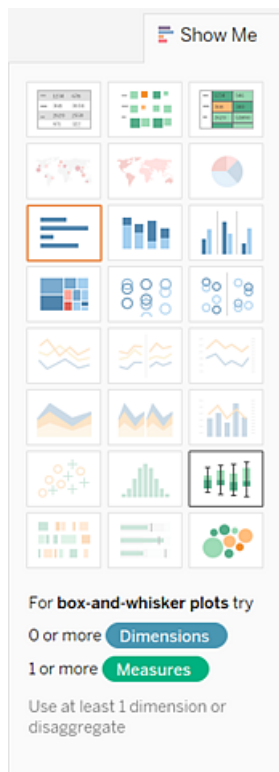 Show Me
For box-and-whisker plots try
0 or more Dimensions
1 or more Measures
Use at least 1 dimension or
disaggregate